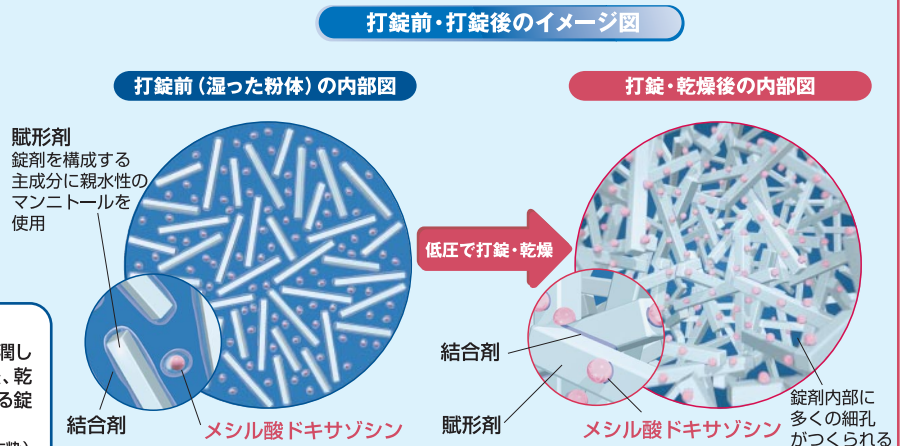 打錠前・打錠後のイメージ図
打錠前（湿った粉体）の内部図
打錠・乾燥後の内部図
賦形剤
錠剤を構成する
主成分に親水性の
マンニトールを
使用
低圧で打錠・乾燥
潤し
、乾
る錠
結合剤
メシル酸ドキサゾシン
結合剤
賦形剤
メシル酸ドキサゾシン
錠剤内部に
多くの細孔
がつくられる